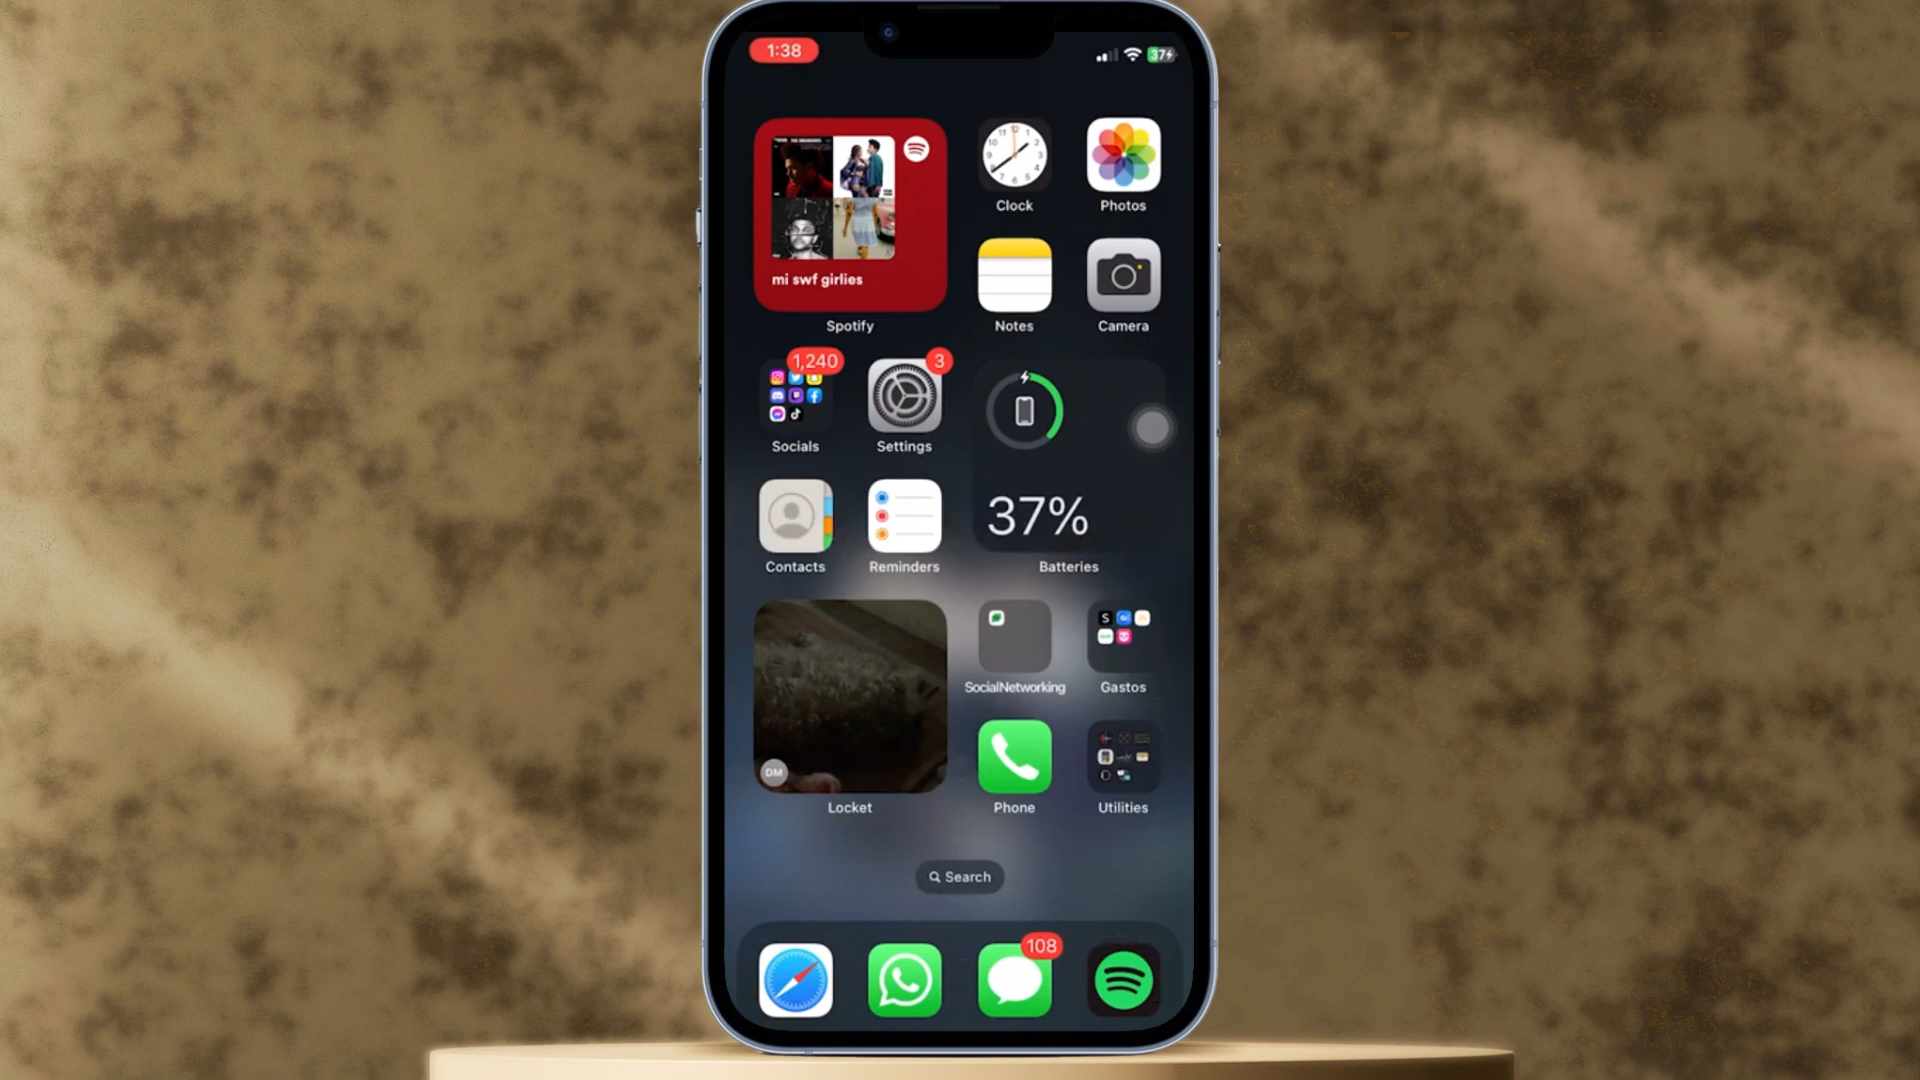 1:38
37
mi swf girlies
Spotify
Clock
Photos
Notes
Camera
1,240
3
Socials
Settings
37%
Contacts
Reminders
Batteries
DM
Locket
SocialNetworking
S
Gastos
Phone
Utilities
Search
108